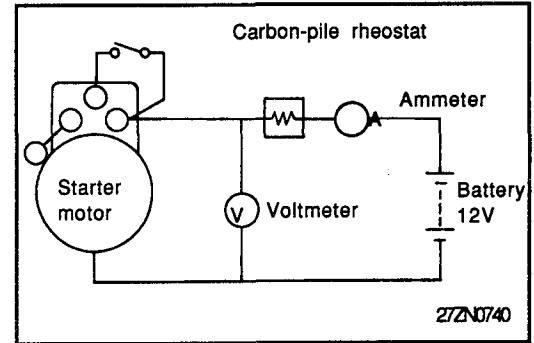 Carbon-pile rheostat
Ammeter
A
Starter
motor
V
Voltmeter
Battery
12V
27ZN0740